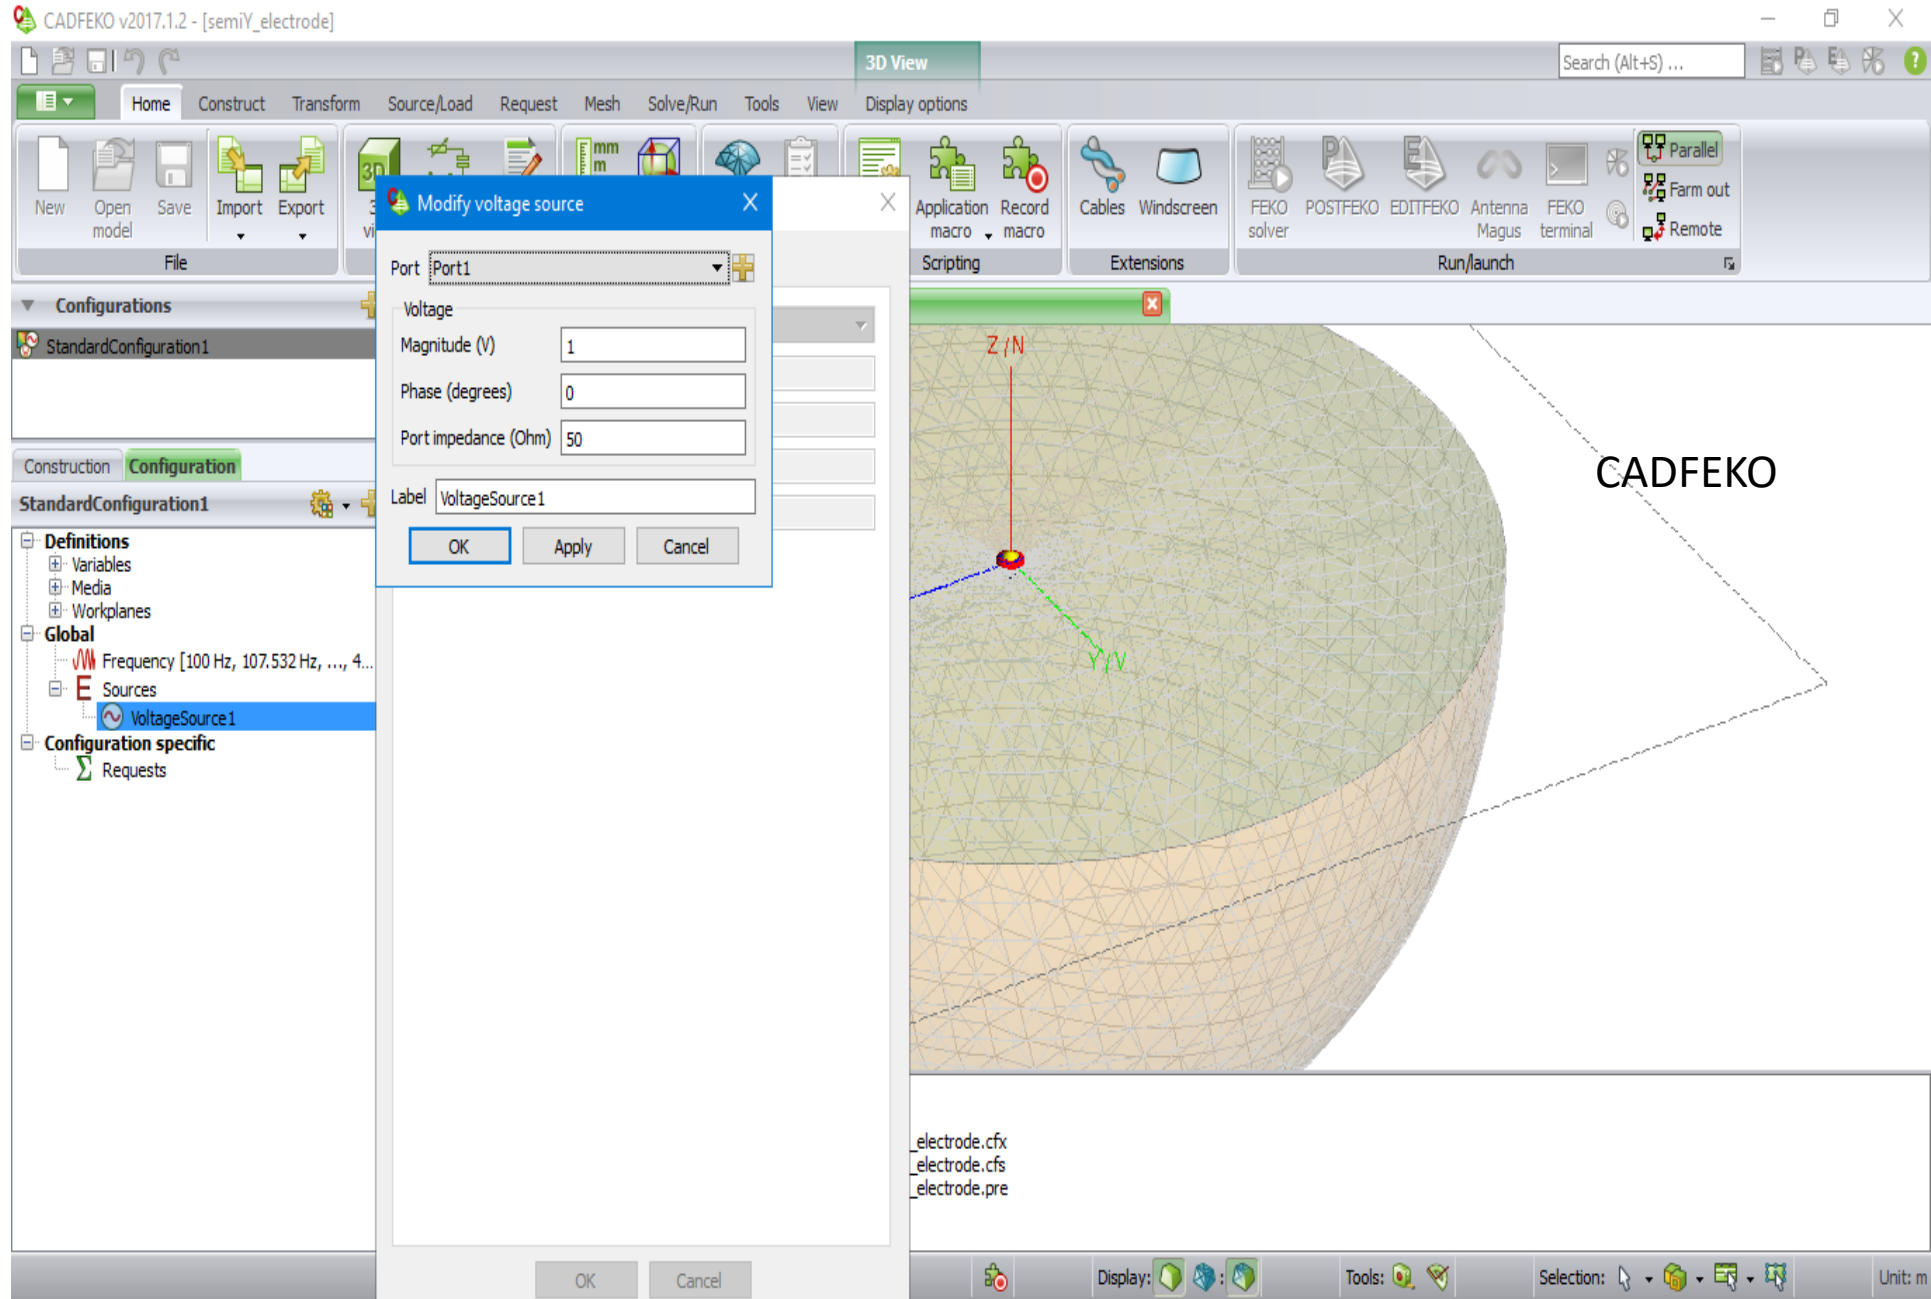 CADFEKO v2017.1.2 - [semiY_electrode]
3D View
Search (Alt+S) ...
Home Construct Transform Source/Load Request Mesh Solve/Run Tools View Display options
New Open model Save Import Export
Application macro Record macro
Cables Windscreen
FEKO solver POSTFEKO EDITFEKO Antenna Magus FEKO terminal
Parallel
Farm out
Remote
File Scripting Extensions Run/launch
Modify voltage source
Port Port1
Voltage
Magnitude (V) 1
Phase (degrees) 0
Port impedance (Ohm) 50
Label VoltageSource1
OK Apply Cancel
Configurations
StandardConfiguration1
Construction Configuration
StandardConfiguration1
Definitions
Variables
Media
Workplanes
Global
Frequency [100 Hz, 107.532 Hz, ..., 4...
E Sources
VoltageSource1
Configuration specific
Σ Requests
Z/N
Y/V
CADFEKO
_electrode.cfx
_electrode.cfs
_electrode.pre
OK Cancel
Display: : Tools: Selection: Unit: m